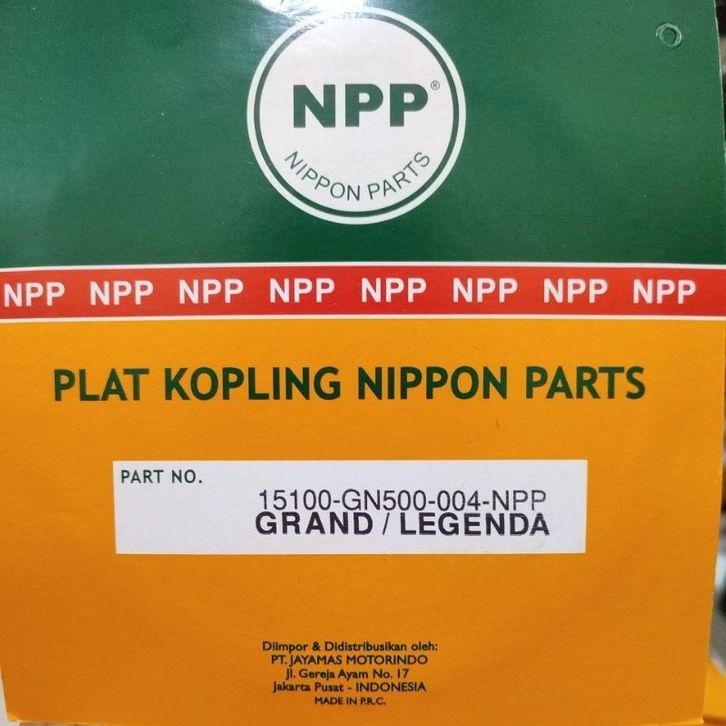 NPP®
NIPPON PARTS
NPP NPP NPP NPP NPP NPP NPP NPP
PLAT KOPLING NIPPON PARTS
PART NO.
15100-GN500-004-NPP
GRAND / LEGENDA
Diimpor & Didistribusikan oleh:
PT. JAYAMAS MOTORINDO
Jl. Gereja Ayam No. 17
Jakarta Pusat - INDONESIA
MADE IN P.R.C.